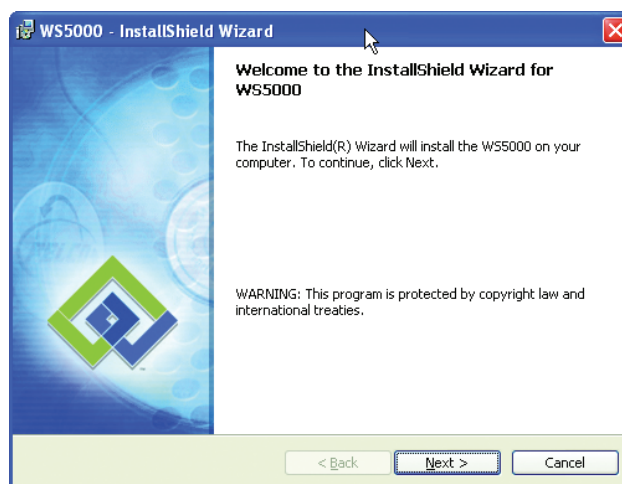 WS5000 - InstallShield Wizard
Welcome to the InstallShield Wizard for
WS5000
The InstallShield(R) Wizard will install the WS5000 on your
computer. To continue, click Next.
WARNING: This program is protected by copyright law and
international treaties.
PELCO
™
< Back
Next >
Cancel